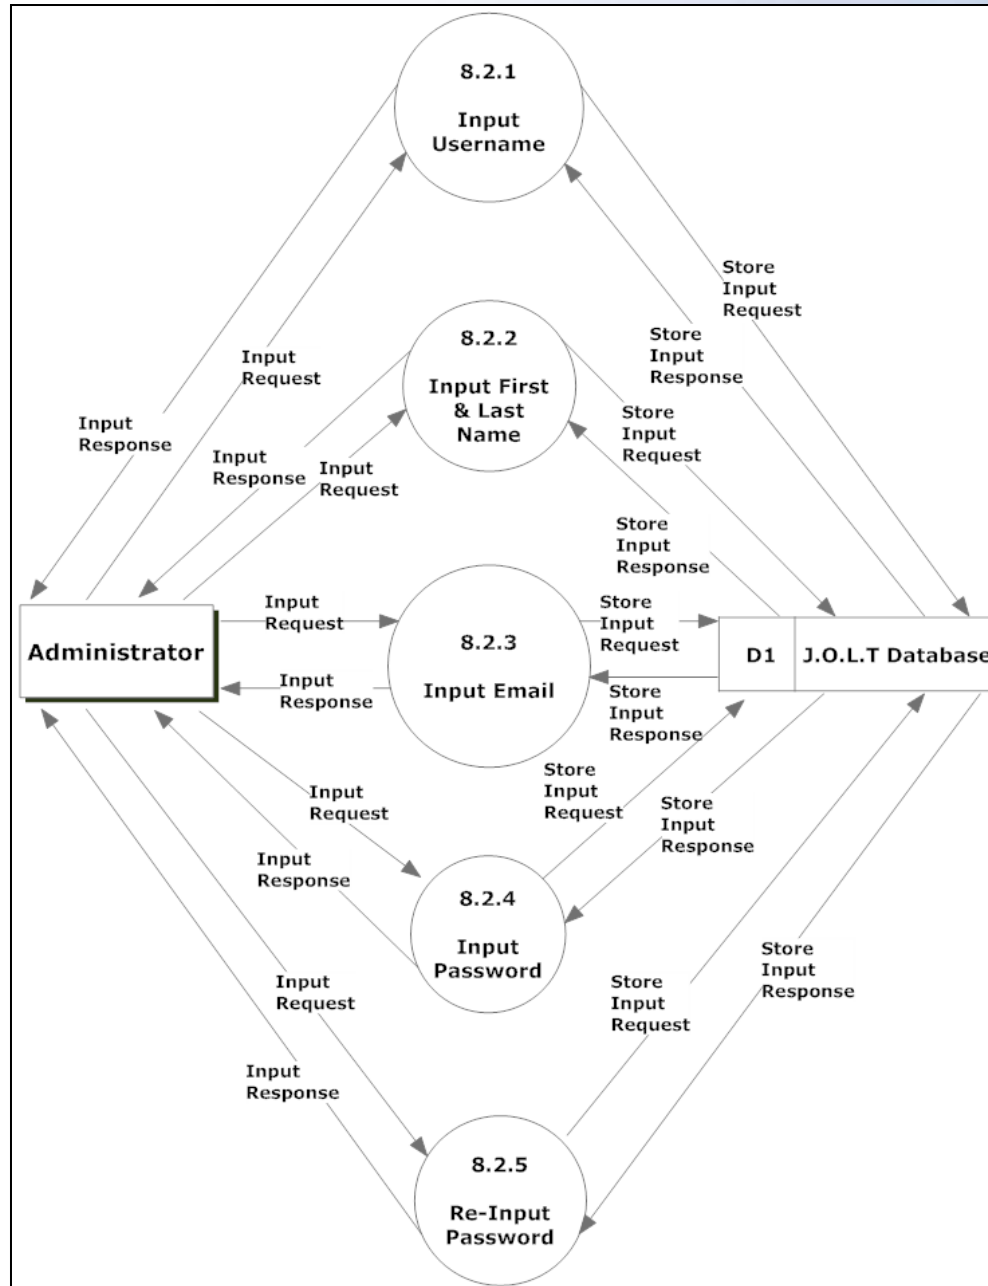 8.2.1
Input
Username
Store
Input
Request
Store
Input
Response
Input
Request
Input
Response
8.2.2
Input First
& Last
Name
Input
Response
Input
Request
Store
Input
Request
Store
Input
Response
Administrator
Input
Request
Input
Response
8.2.3
Input Email
Store
Input
Request
Store
Input
Response
D1
J.O.L.T Database
Input
Request
Input
Response
8.2.4
Input
Password
Store
Input
Request
Store
Input
Response
Input
Request
Input
Response
8.2.5
Re-Input
Password
Store
Input
Request
Store
Input
Response